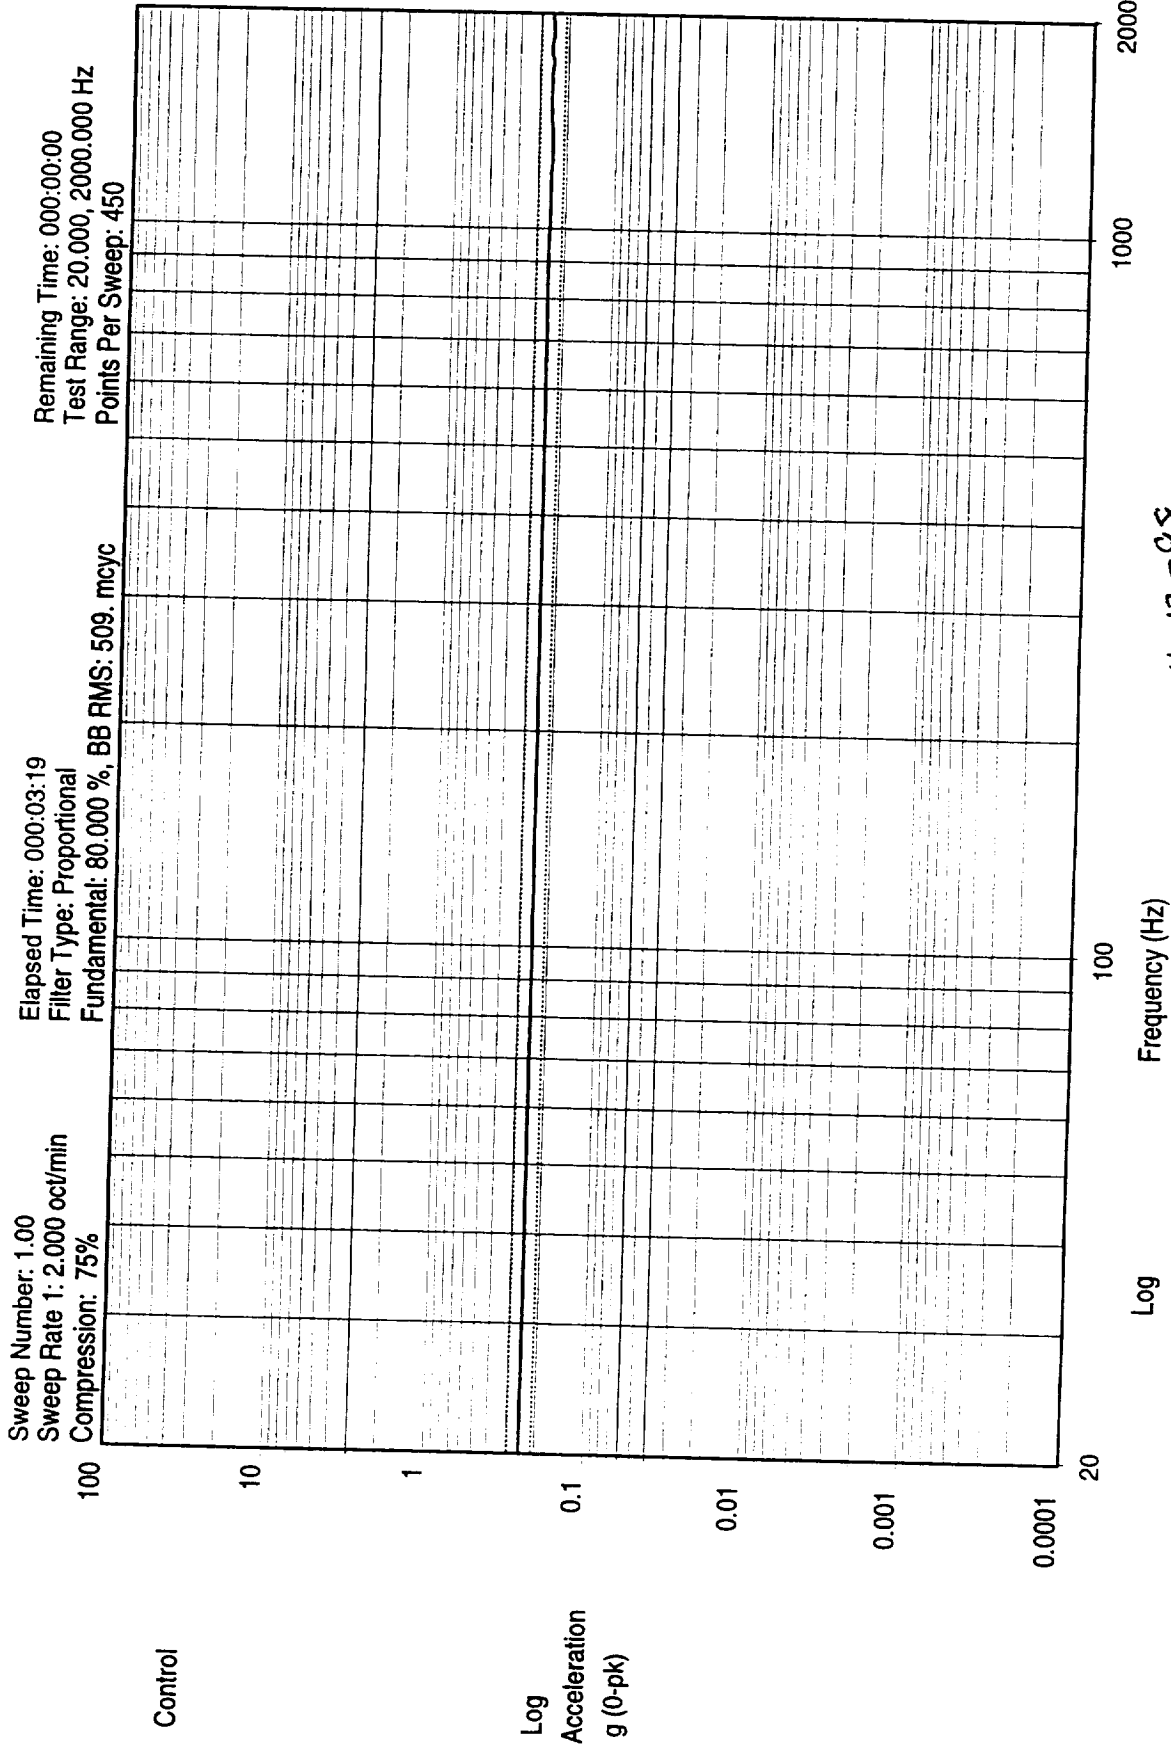 Sweep Number: 1.00
Elapsed Time: 000:03:19
Remaining Time: 000:00:00
Sweep Rate 1: 2.000 oct/min
Filter Type: Proportional
Test Range: 20.000, 2000.000 Hz
Compression: 75%
Fundamental: 80.000 %, BB RMS: 509. mcyc
Points Per Sweep: 450
Control
100
10
1
Log
Acceleration
g (0-pk)
0.1
0.01
0.001
0.0001
20
100
1000
2000
Log
Frequency (Hz)